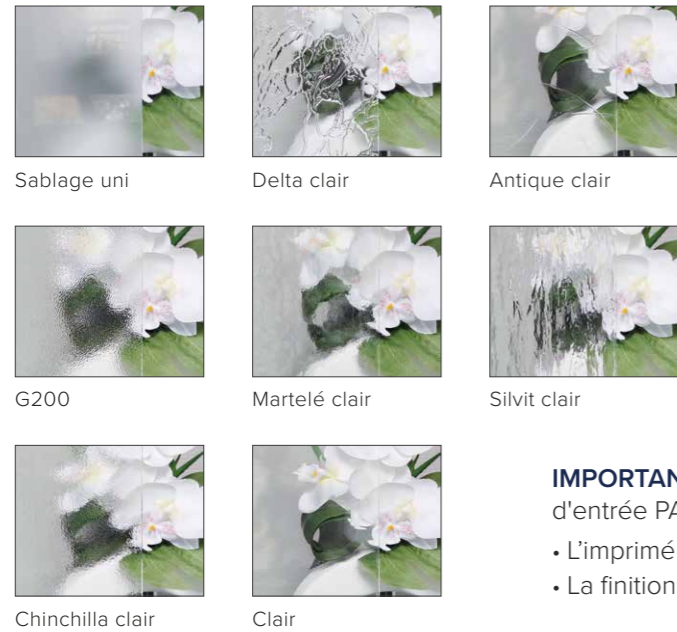 Sablage uni
Delta clair
Antique clair
G200
Martelé clair
Silvit clair
Chinchilla clair
Clair
d'entrée
• L'imprimé
• La finition